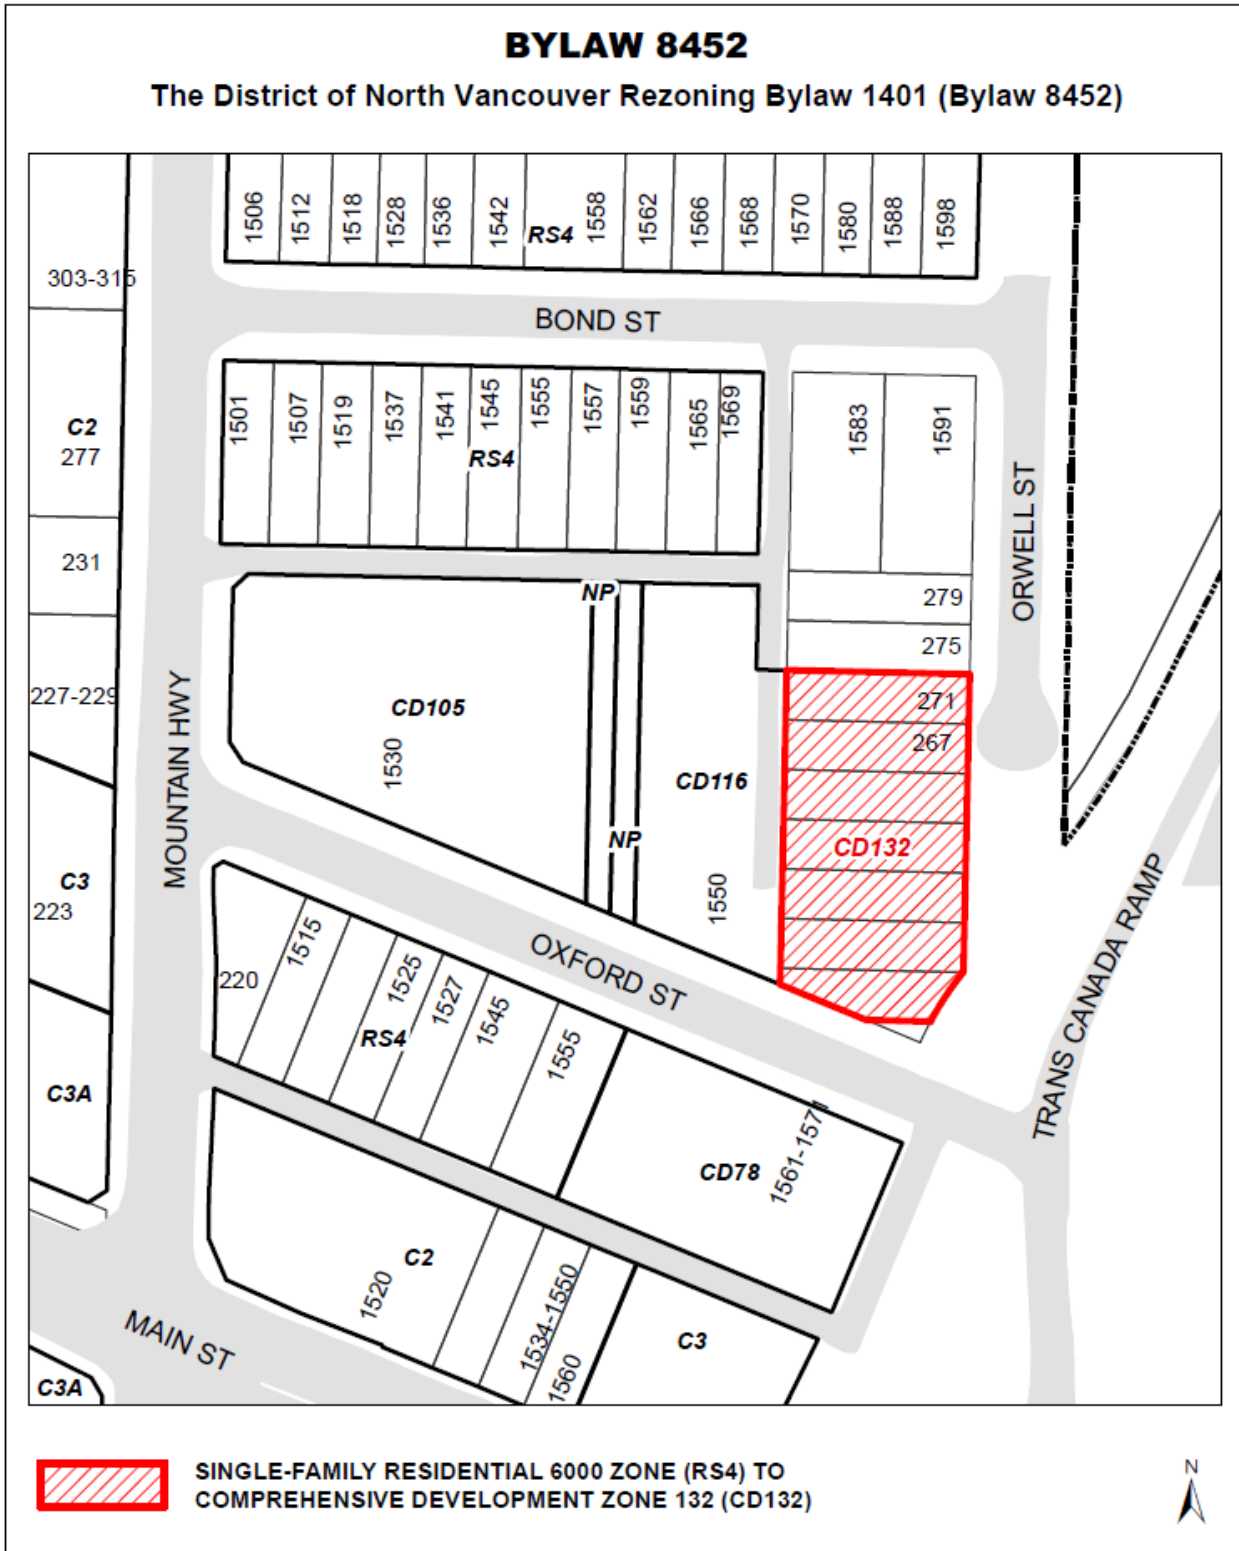 BYLAW 8452
The District of North Vancouver Rezoning Bylaw 1401 (Bylaw 8452)
1506
1512
1518
1528
1536
1542
RS4
1558
1562
1566
1568
1570
1580
1588
1598
303-315
BOND ST
C2
277
1501
1507
1519
1537
1541
1545
RS4
1555
1557
1559
1565
1569
1583
1591
ORWELL ST
231
NP
279
275
227-229
MOUNTAIN HWY
CD105
1530
CD116
271
267
NP
CD132
C3
223
1550
220
1515
1525
1527
1545
RS4
1555
OXFORD ST
TRANS CANADA RAMP
C3A
CD78
1561-1571
C2
1520
1534-1550
1560
C3
MAIN ST
C3A
SINGLE-FAMILY RESIDENTIAL 6000 ZONE (RS4) TO
COMPREHENSIVE DEVELOPMENT ZONE 132 (CD132)
N